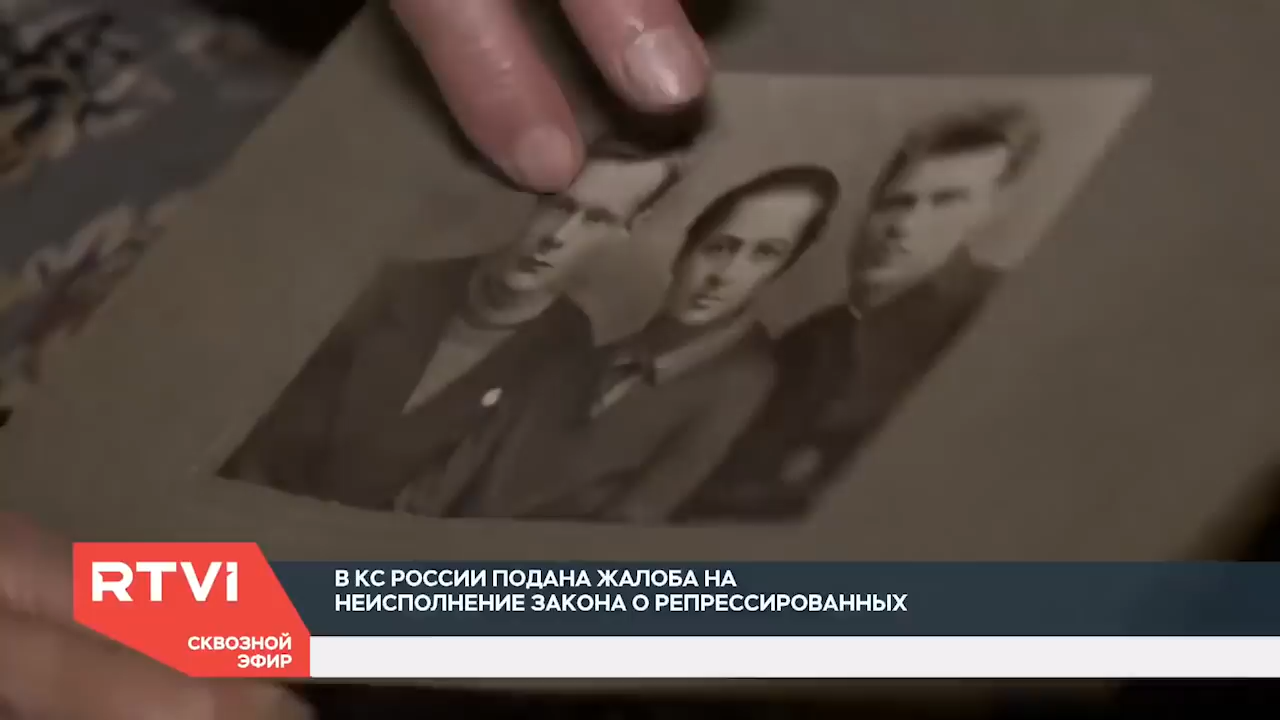 RTVi
СКВОЗНОЙ
ЭФИР
В КС РОССИИ ПОДАНА ЖАЛОБА НА
НЕИСПОЛНЕНИЕ ЗАКОНА О РЕПРЕССИРОВАННЫХ